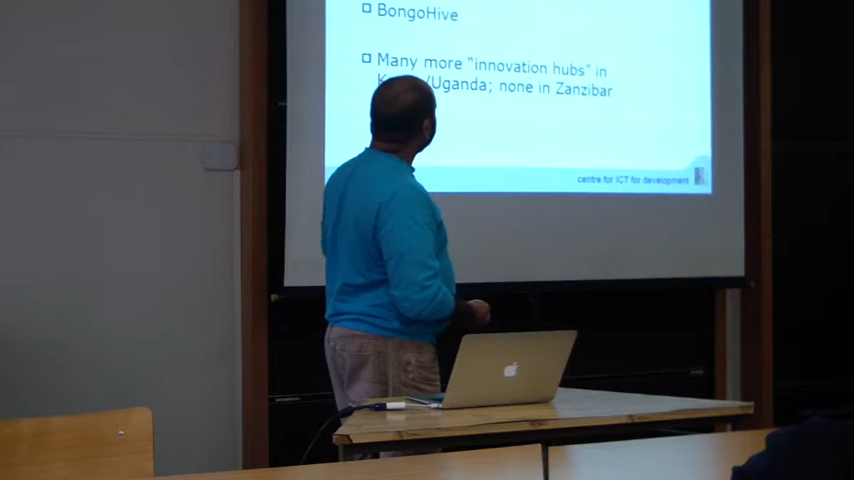 BongoHive
Many more "innovation hubs" in
/Uganda; none in Zanzibar
centre for ICT for development